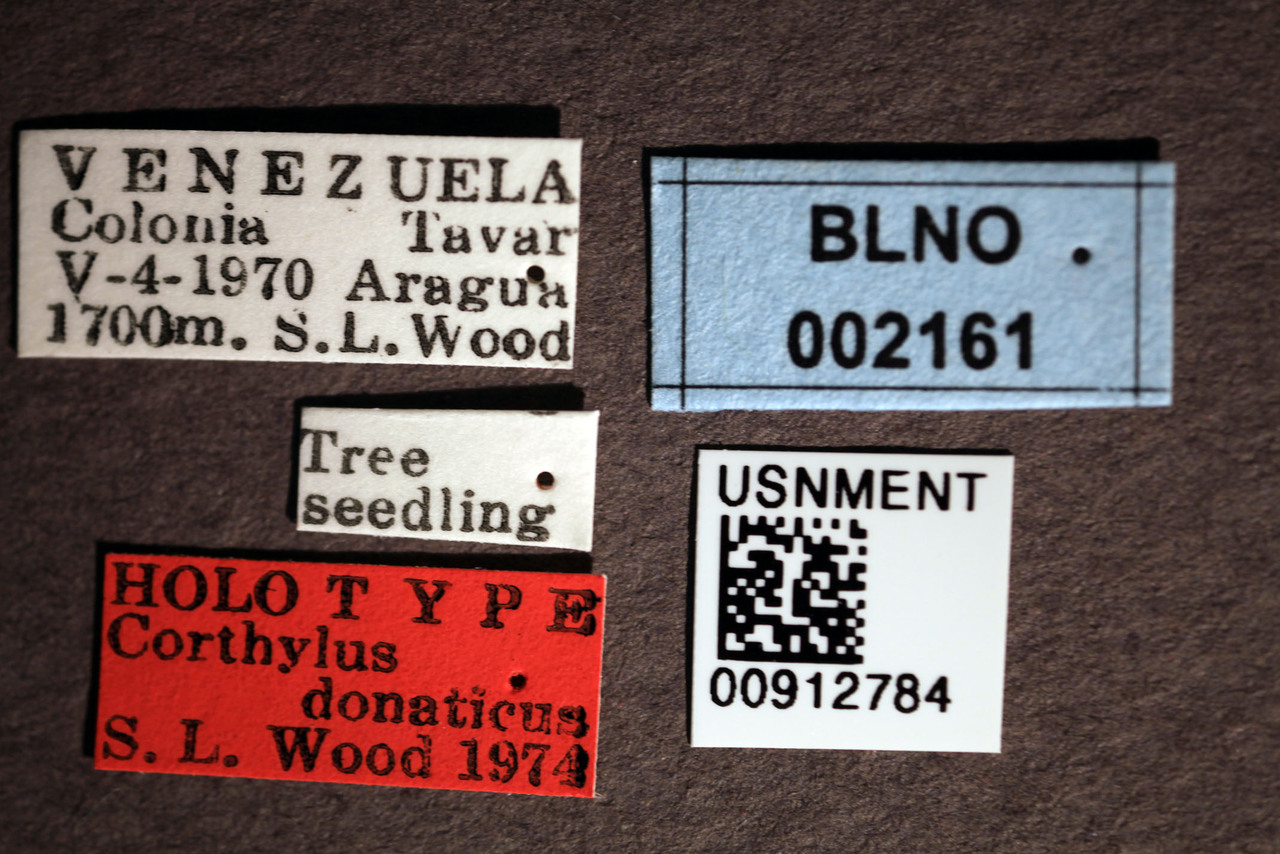 VENEZUELA
Colonia Tavar
V-4-1970 Aragua
1700m. S.L.Wood
Tree
seedling
HOLOTYPE
Corthylus
donaticus
S. L. Wood 1974
BLNO
002161
USNMENT
00912784